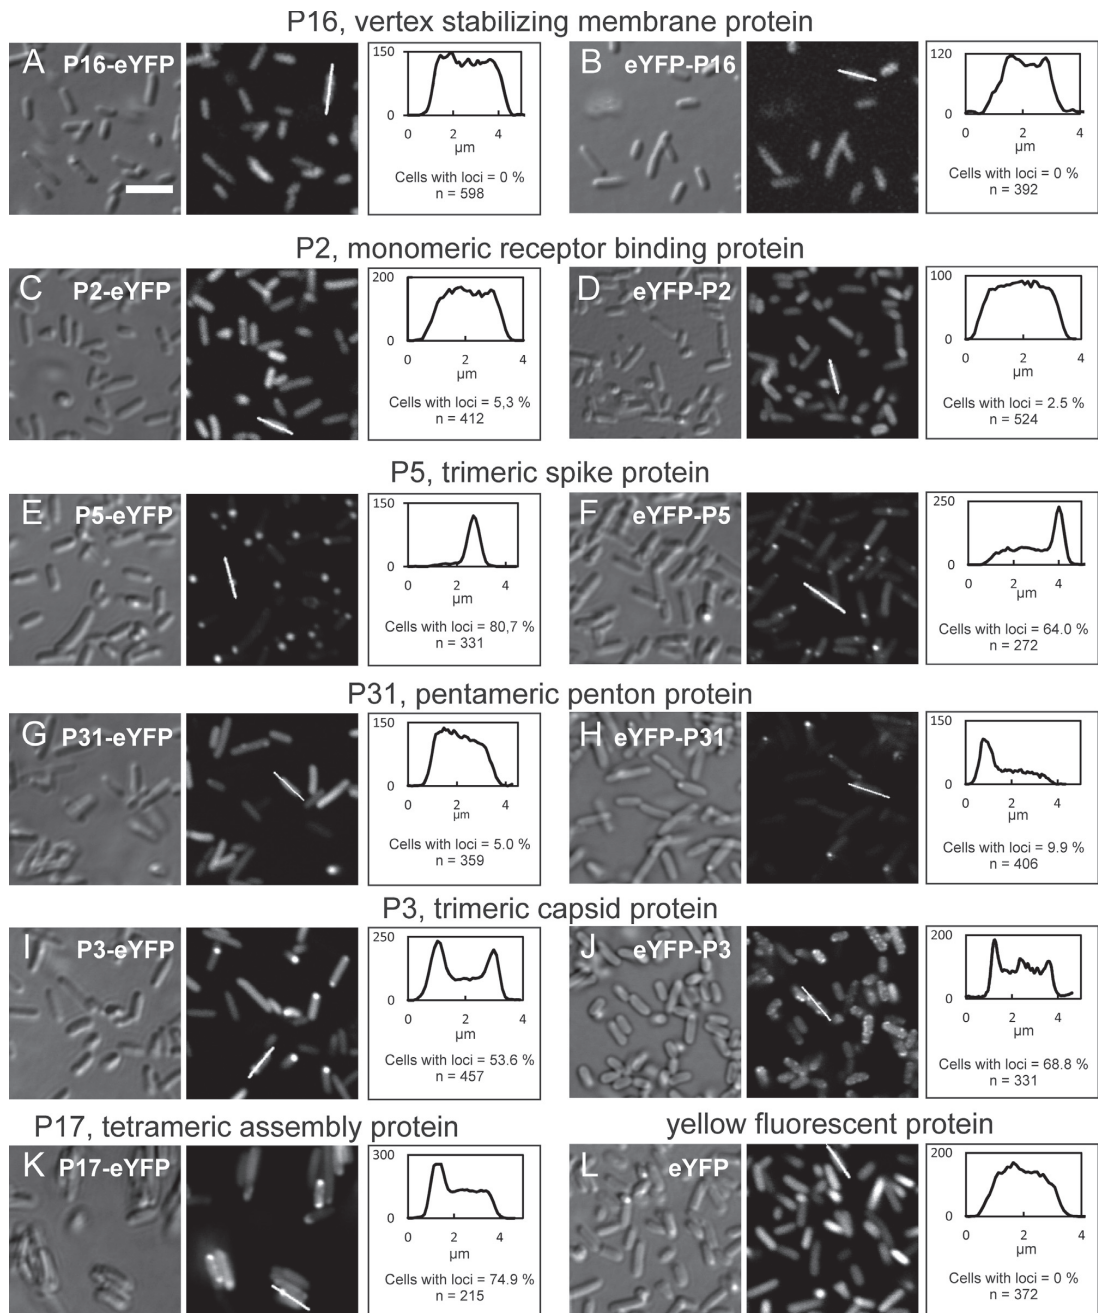 P16, vertex stabilizing membrane protein
A P16-eYFP
150
0
0 2 4
µm
Cells with loci = 0 %
n = 598
B eYFP-P16
120
0
0 2 4
µm
Cells with loci = 0 %
n = 392
P2, monomeric receptor binding protein
C P2-eYFP
200
0
0 2 4
µm
Cells with loci = 5,3 %
n = 412
D eYFP-P2
100
0
0 2 4
µm
Cells with loci = 2.5 %
n = 524
P5, trimeric spike protein
E P5-eYFP
150
0
0 2 4
µm
Cells with loci = 80,7 %
n = 331
F eYFP-P5
250
0
0 2 4
µm
Cells with loci = 64.0 %
n = 272
P31, pentameric penton protein
G P31-eYFP
150
0
0 2 4
µm
Cells with loci = 5.0 %
n = 359
H eYFP-P31
150
0
0 2 4
µm
Cells with loci = 9.9 %
n = 406
P3, trimeric capsid protein
I P3-eYFP
250
0
0 2 4
µm
Cells with loci = 53.6 %
n = 457
J eYFP-P3
200
0
0 2 4
µm
Cells with loci = 68.8 %
n = 331
P17, tetrameric assembly protein
K P17-eYFP
300
0
0 2 4
µm
Cells with loci = 74.9 %
n = 215
yellow fluorescent protein
L eYFP
200
0
0 2 4
µm
Cells with loci = 0 %
n = 372